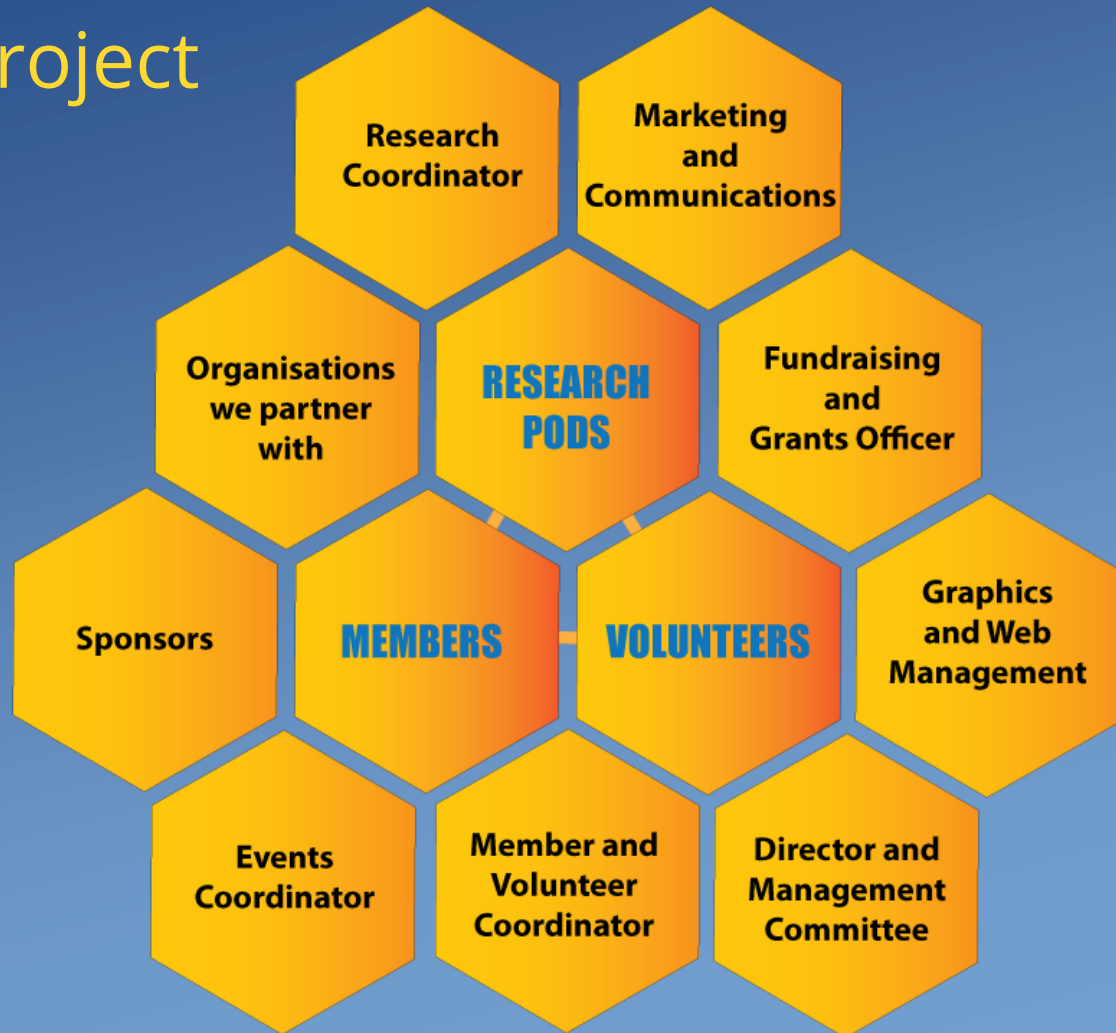 roject
Research
Coordinator
Marketing
and
Communications
Organisations
we partner
with
RESEARCH
PODS
Fundraising
and
Grants Officer
Sponsors
MEMBERS
VOLUNTEERS
Graphics
and Web
Management
Events
Coordinator
Member and
Volunteer
Coordinator
Director and
Management
Committee